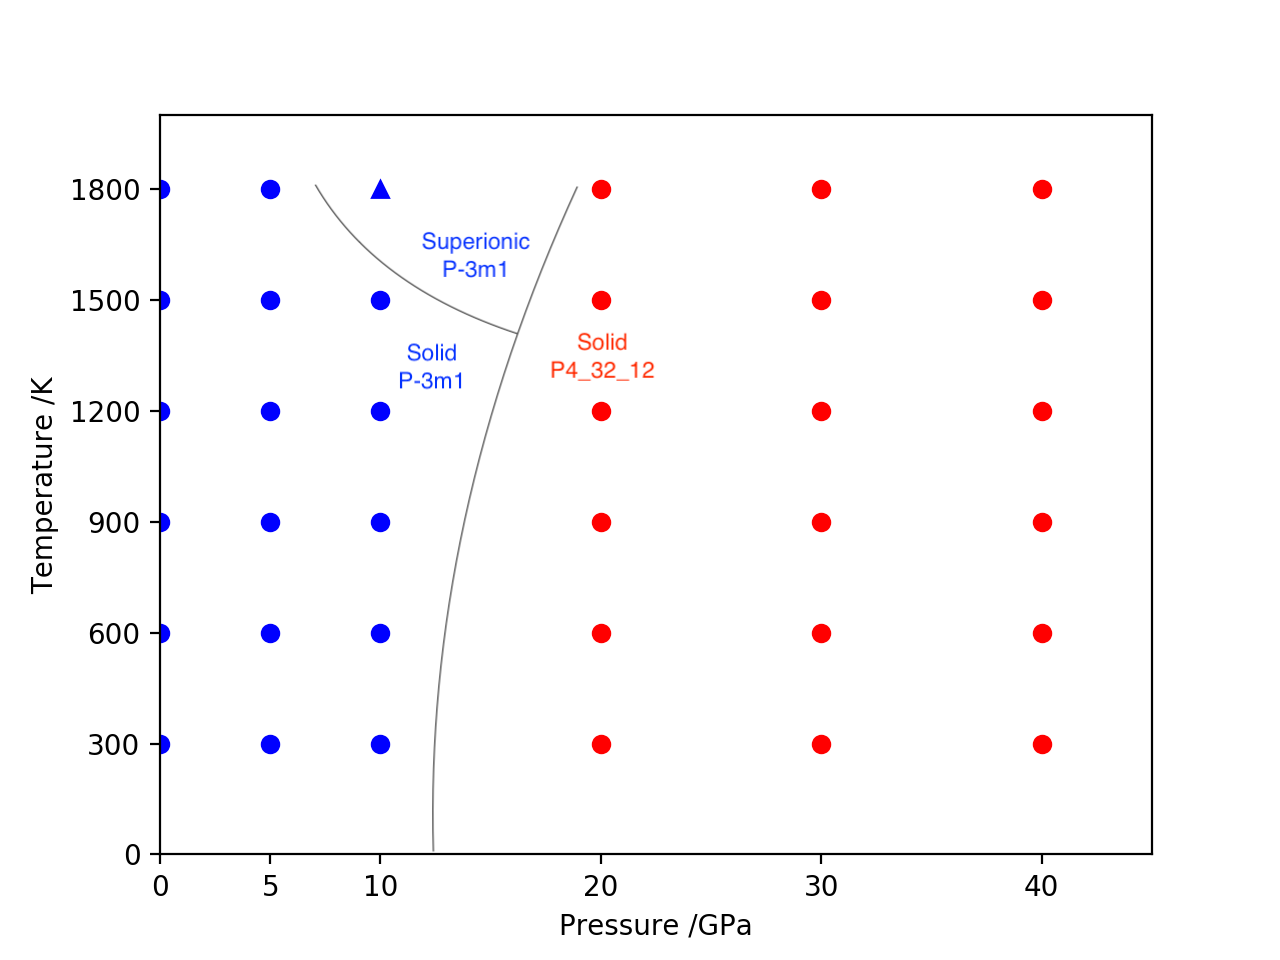 1800
1500
1200
900
600
300
0
Temperature /K
Superionic
P-3m1
Solid
P-3m1
Solid
P4_32_12
0 5 10 20 30 40
Pressure /GPa